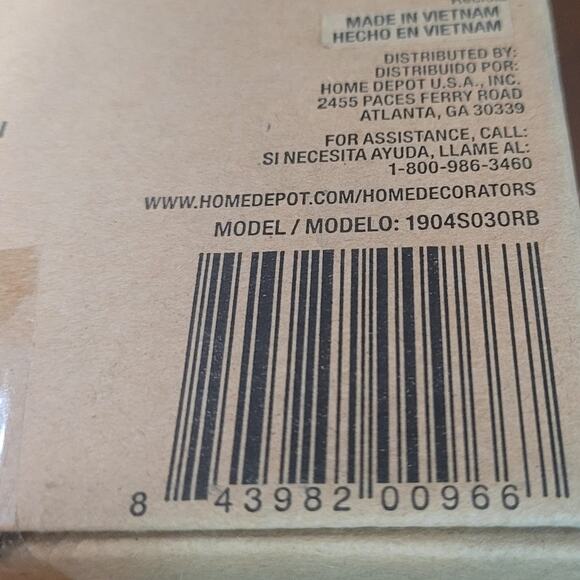 MADE IN VIETNAM
HECHO EN VIETNAM
DISTRIBUTED BY:
DISTRIBUIDO POR:
HOME DEPOT U.S.A., INC.
2455 PACES FERRY ROAD
ATLANTA, GA 30339
FOR ASSISTANCE, CALL:
SI NECESITA AYUDA, LLAME AL:
1-800-986-3460
WWW.HOMEDEPOT.COM/HOMEDECORATORS
MODEL / MODELO: 1904S030RB
8 43982 00966